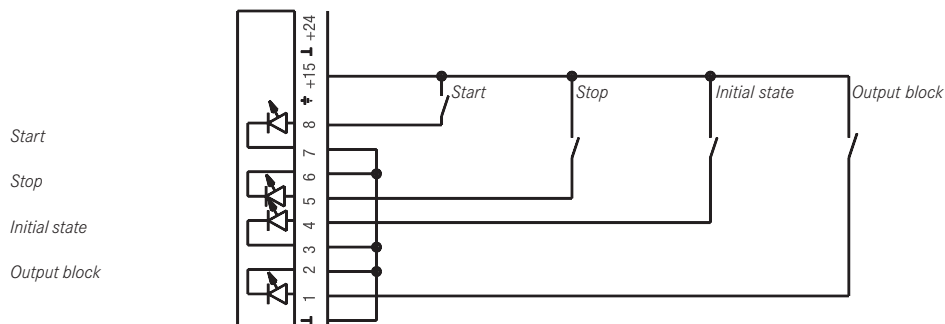 +24
⊥
+15
⏚
8
7
6
5
4
3
2
1
⊥
Start
Stop
Initial state
Output block
Start
Stop
Initial state
Output block